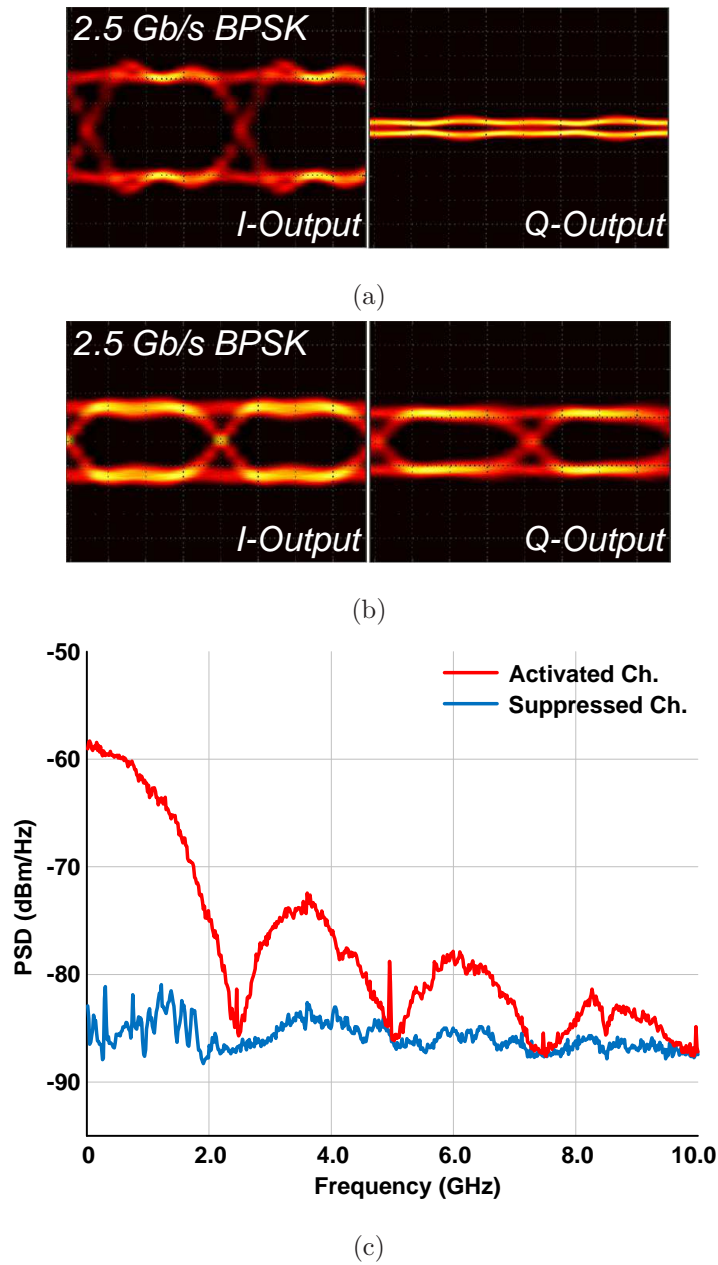 2.5 Gb/s BPSK
I-Output
Q-Output
(a)
2.5 Gb/s BPSK
I-Output
Q-Output
(b)
-50
-60
-70
-80
-90
PSD (dBm/Hz)
Activated Ch.
Suppressed Ch.
0 2.0 4.0 6.0 8.0 10.0
Frequency (GHz)
(c)